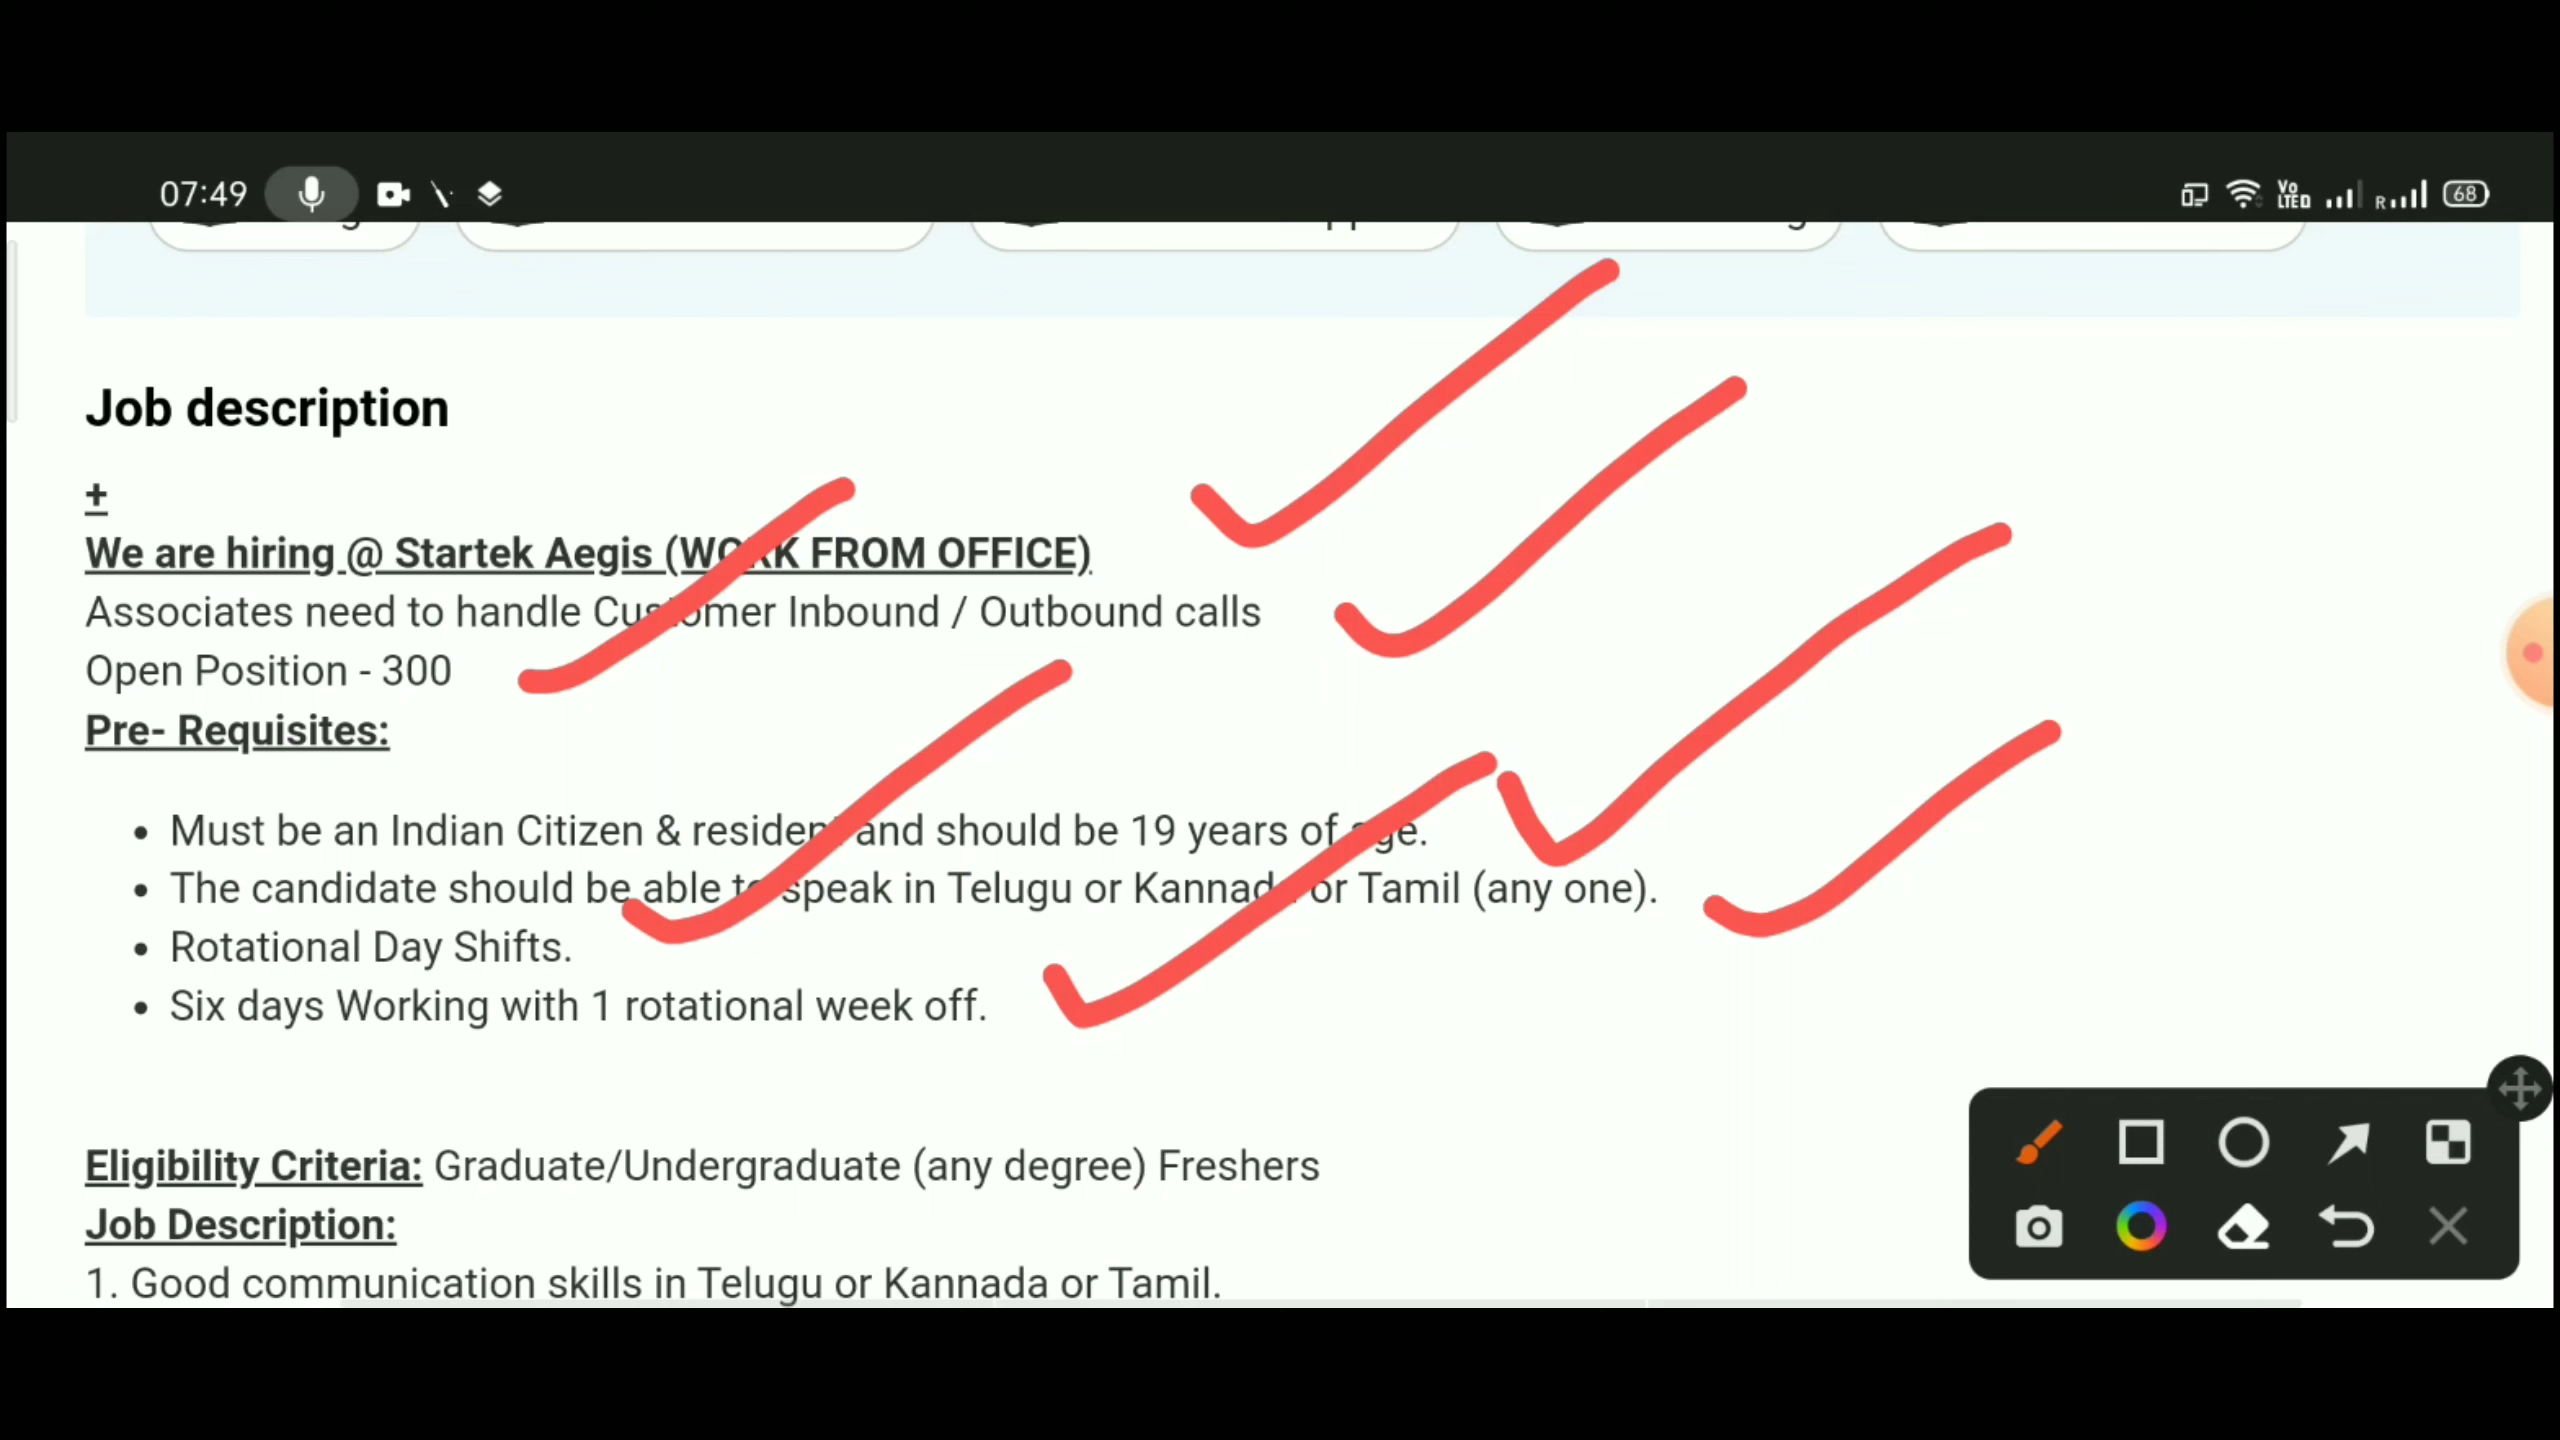 07:49
Vo LTE D R 68
Job description
+
We are hiring @ Startek Aegis (WORK FROM OFFICE)
Associates need to handle Customer Inbound / Outbound calls
Open Position - 300
Pre- Requisites:
• Must be an Indian Citizen & resident and should be 19 years of age.
• The candidate should be able to speak in Telugu or Kannada or Tamil (any one).
• Rotational Day Shifts.
• Six days Working with 1 rotational week off.
Eligibility Criteria: Graduate/Undergraduate (any degree) Freshers
Job Description:
1. Good communication skills in Telugu or Kannada or Tamil.